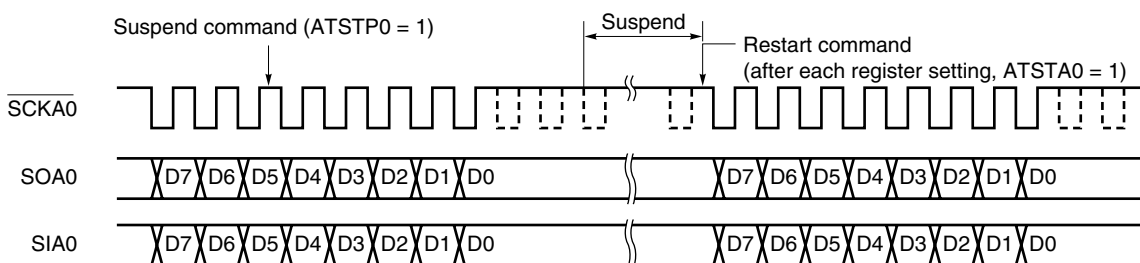 Suspend command (ATSTP0 = 1)
Suspend
Restart command
(after each register setting, ATSTA0 = 1)
SCKA0
SOA0
D7 D6 D5 D4 D3 D2 D1 D0
D7 D6 D5 D4 D3 D2 D1 D0
SIA0
D7 D6 D5 D4 D3 D2 D1 D0
D7 D6 D5 D4 D3 D2 D1 D0